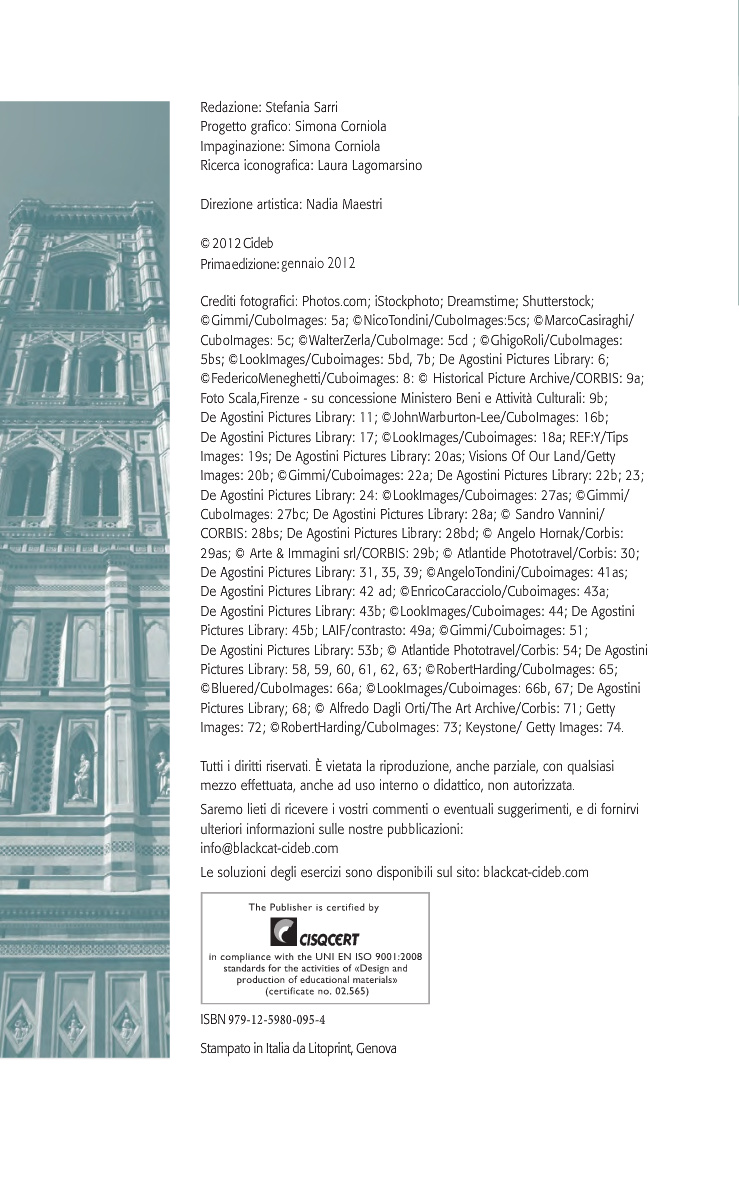 Redazione: Stefania Sarri
Progetto grafico: Simona Corniola
Impaginazione: Simona Corniola
Ricerca iconografica: Laura Lagomarsino
Direzione artistica: Nadia Maestri
© 2012 Cideb
Prima edizione: gennaio 2012
Crediti fotografici: Photos.com; iStockphoto; Dreamstime; Shutterstock;
©Gimmi/CuboImages: 5a; ©NicoTondini/CuboImages:5cs; ©MarcoCasiraghi/
CuboImages: 5c; ©WalterZerla/CuboImage: 5cd ; ©GhigoRoli/CuboImages:
5bs; ©LookImages/Cuboimages: 5bd, 7b; De Agostini Pictures Library: 6;
©FedericoMeneghetti/Cuboimages: 8: © Historical Picture Archive/CORBIS: 9a;
Foto Scala,Firenze - su concessione Ministero Beni e Attività Culturali: 9b;
De Agostini Pictures Library: 11; ©JohnWarburton-Lee/CuboImages: 16b;
De Agostini Pictures Library: 17; ©LookImages/Cuboimages: 18a; REF:Y/Tips
Images: 19s; De Agostini Pictures Library: 20as; Visions Of Our Land/Getty
Images: 20b; ©Gimmi/Cuboimages: 22a; De Agostini Pictures Library: 22b; 23;
De Agostini Pictures Library: 24: ©LookImages/Cuboimages: 27as; ©Gimmi/
CuboImages: 27bc; De Agostini Pictures Library: 28a; © Sandro Vannini/
CORBIS: 28bs; De Agostini Pictures Library: 28bd; © Angelo Hornak/Corbis:
29as; © Arte & Immagini srl/CORBIS: 29b; © Atlantide Phototravel/Corbis: 30;
De Agostini Pictures Library: 31, 35, 39; ©AngeloTondini/Cuboimages: 41as;
De Agostini Pictures Library: 42 ad; ©EnricoCaracciolo/Cuboimages: 43a;
De Agostini Pictures Library: 43b; ©LookImages/Cuboimages: 44; De Agostini
Pictures Library: 45b; LAIF/contrasto: 49a; ©Gimmi/Cuboimages: 51;
De Agostini Pictures Library: 53b; © Atlantide Phototravel/Corbis: 54; De Agostini
Pictures Library: 58, 59, 60, 61, 62, 63; ©RobertHarding/CuboImages: 65;
©Bluered/CuboImages: 66a; ©LookImages/Cuboimages: 66b, 67; De Agostini
Pictures Library; 68; © Alfredo Dagli Orti/The Art Archive/Corbis: 71; Getty
Images: 72; ©RobertHarding/CuboImages: 73; Keystone/ Getty Images: 74.
Tutti i diritti riservati. È vietata la riproduzione, anche parziale, con qualsiasi
mezzo effettuata, anche ad uso interno o didattico, non autorizzata.
Saremo lieti di ricevere i vostri commenti o eventuali suggerimenti, e di fornirvi
ulteriori informazioni sulle nostre pubblicazioni:
info@blackcat-cideb.com
Le soluzioni degli esercizi sono disponibili sul sito: blackcat-cideb.com
The Publisher is certified by
CISQCERT
in compliance with the UNI EN ISO 9001:2008
standards for the activities of «Design and
production of educational materials»
(certificate no. 02.565)
ISBN 979-12-5980-095-4
Stampato in Italia da Litoprint, Genova